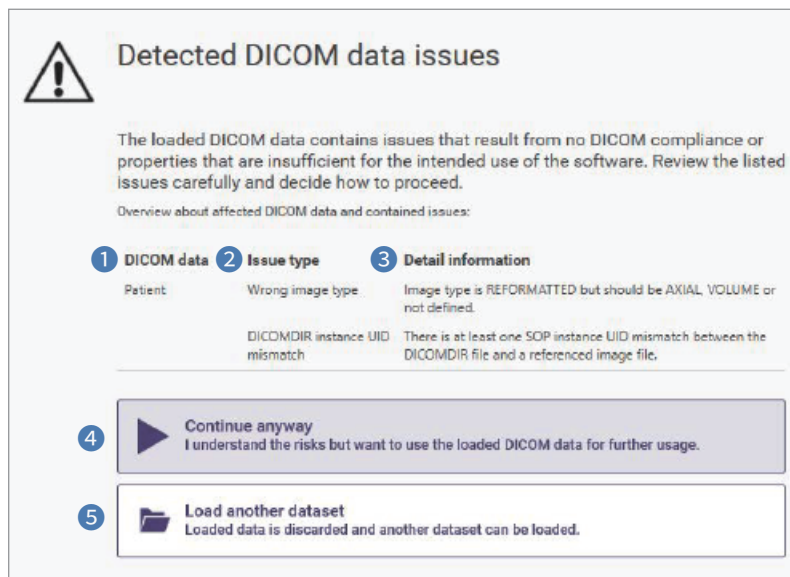 Detected DICOM data issues
The loaded DICOM data contains issues that result from no DICOM compliance or
properties that are insufficient for the intended use of the software. Review the listed
issues carefully and decide how to proceed.
Overview about affected DICOM data and contained issues:
1 DICOM data 2 Issue type 3 Detail information
Patient Wrong image type Image type is REFORMATTED but should be AXIAL, VOLUME or
not defined.
DICOMDIR instance UID There is at least one SOP instance UID mismatch between the
mismatch DICOMDIR file and a referenced image file.
4 Continue anyway
I understand the risks but want to use the loaded DICOM data for further usage.
5 Load another dataset
Loaded data is discarded and another dataset can be loaded.